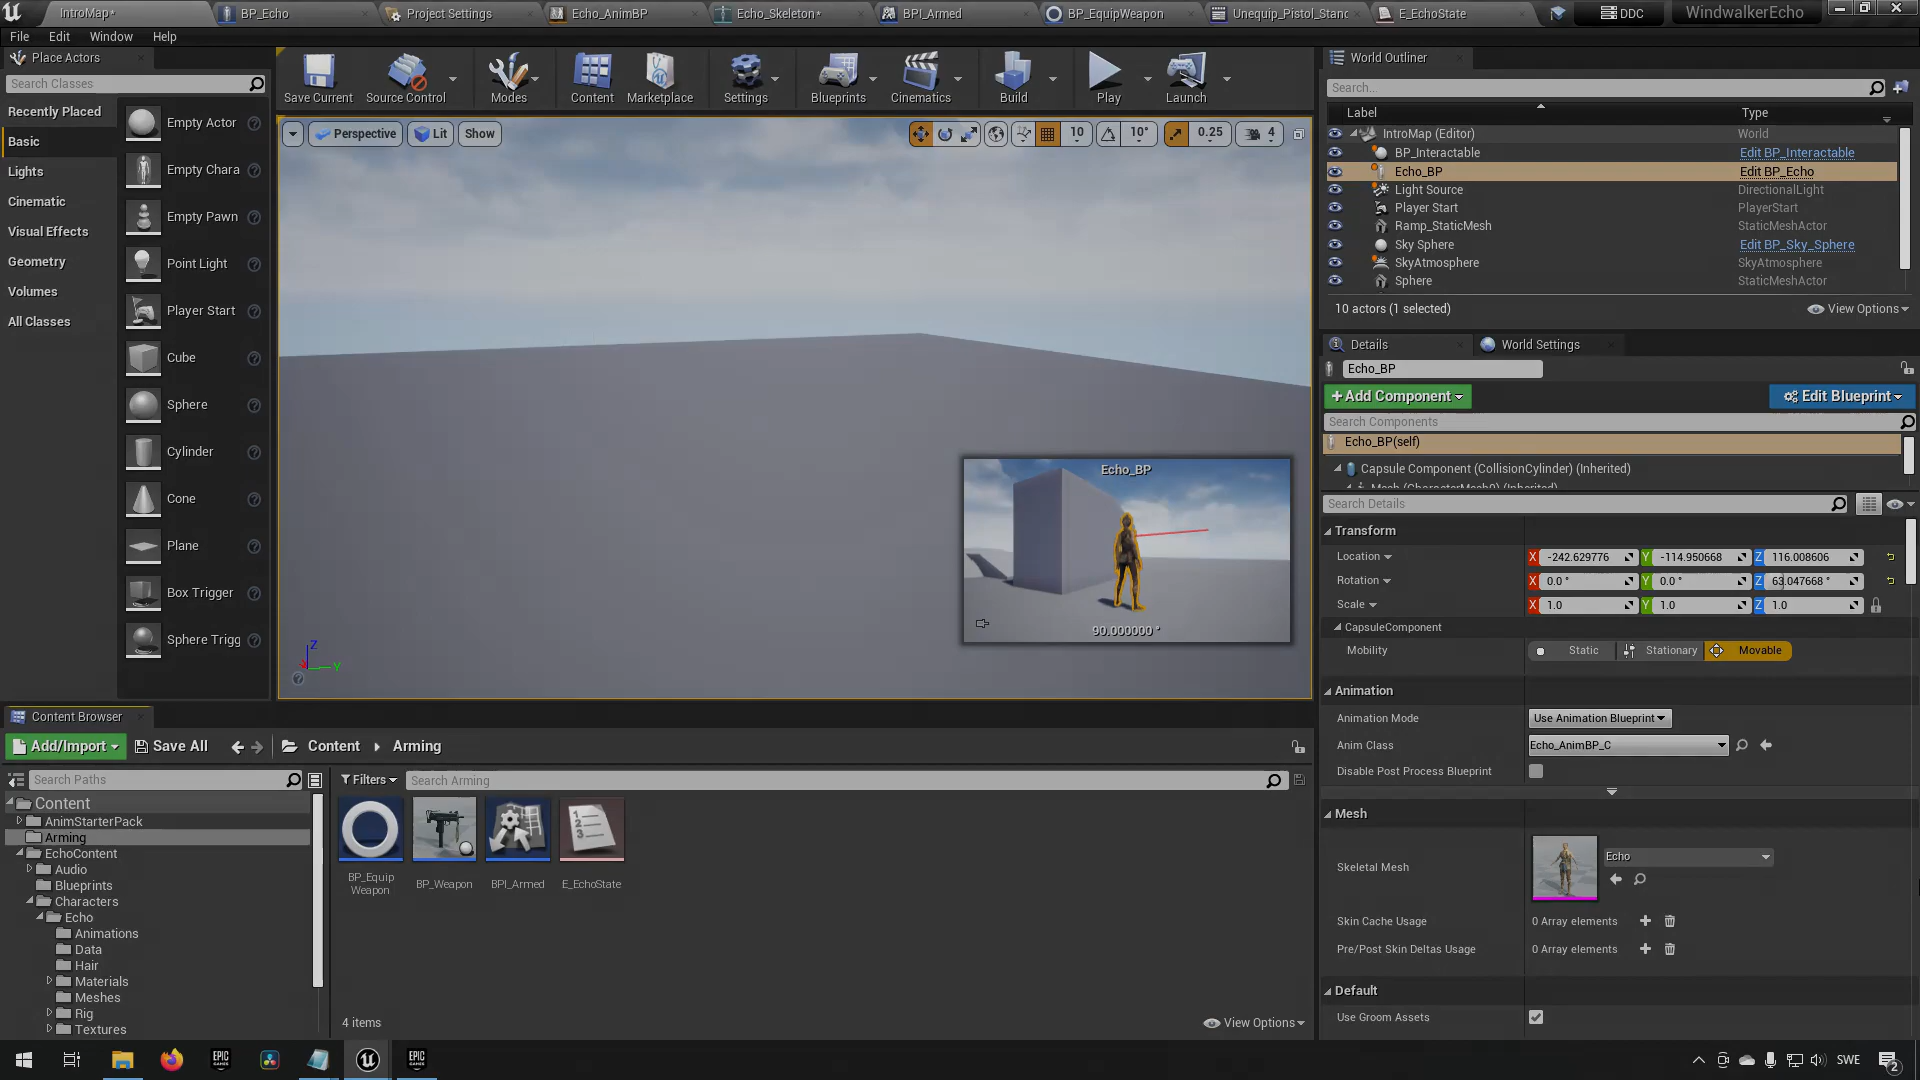 IntroMap*
BP_Echo
Project Settings
Echo_AnimBP
Echo_Skeleton*
BPI_Armed
BP_EquipWeapon
Unequip_Pistol_Stanc
E_EchoState
DDC
WindwalkerEcho
File Edit Window Help
Place Actors
Search Classes
Recently Placed
Basic
Lights
Cinematic
Visual Effects
Geometry
Volumes
All Classes
Empty Actor
Empty Chara
Empty Pawn
Point Light
Player Start
Cube
Sphere
Cylinder
Cone
Plane
Box Trigger
Sphere Trigg
Save Current
Source Control
Modes
Content
Marketplace
Settings
Blueprints
Cinematics
Build
Play
Launch
Perspective
Lit
Show
10
10°
0.25
4
Echo_BP
90.000000 °
Z
Y
World Outliner
Search...
Label Type
IntroMap (Editor) World
BP_Interactable Edit BP_Interactable
Echo_BP Edit BP_Echo
Light Source DirectionalLight
Player Start PlayerStart
Ramp_StaticMesh StaticMeshActor
Sky Sphere Edit BP_Sky_Sphere
SkyAtmosphere SkyAtmosphere
Sphere StaticMeshActor
10 actors (1 selected)
View Options
Details
World Settings
Echo_BP
Add Component
Edit Blueprint
Search Components
Echo_BP(self)
Capsule Component (CollisionCylinder) (Inherited)
Mesh (CharacterMesh0) (Inherited)
Search Details
Transform
Location X -242.629776 Y -114.950668 Z 116.008606
Rotation X 0.0 ° Y 0.0 ° Z 63.047668 °
Scale X 1.0 Y 1.0 Z 1.0
CapsuleComponent
Mobility Static Stationary Movable
Animation
Animation Mode Use Animation Blueprint
Anim Class Echo_AnimBP_C
Disable Post Process Blueprint
Mesh
Skeletal Mesh Echo
Skin Cache Usage 0 Array elements
Pre/Post Skin Deltas Usage 0 Array elements
Default
Use Groom Assets
Content Browser
Add/Import
Save All
Content
Arming
Search Paths
Filters
Search Arming
Content
AnimStarterPack
Arming
EchoContent
Audio
Blueprints
Characters
Echo
Animations
Data
Hair
Materials
Meshes
Rig
Textures
BP_Equip
Weapon
BP_Weapon
BPI_Armed
E_EchoState
4 items
View Options
EPIC
GAMES
EPIC
GAMES
SWE
2